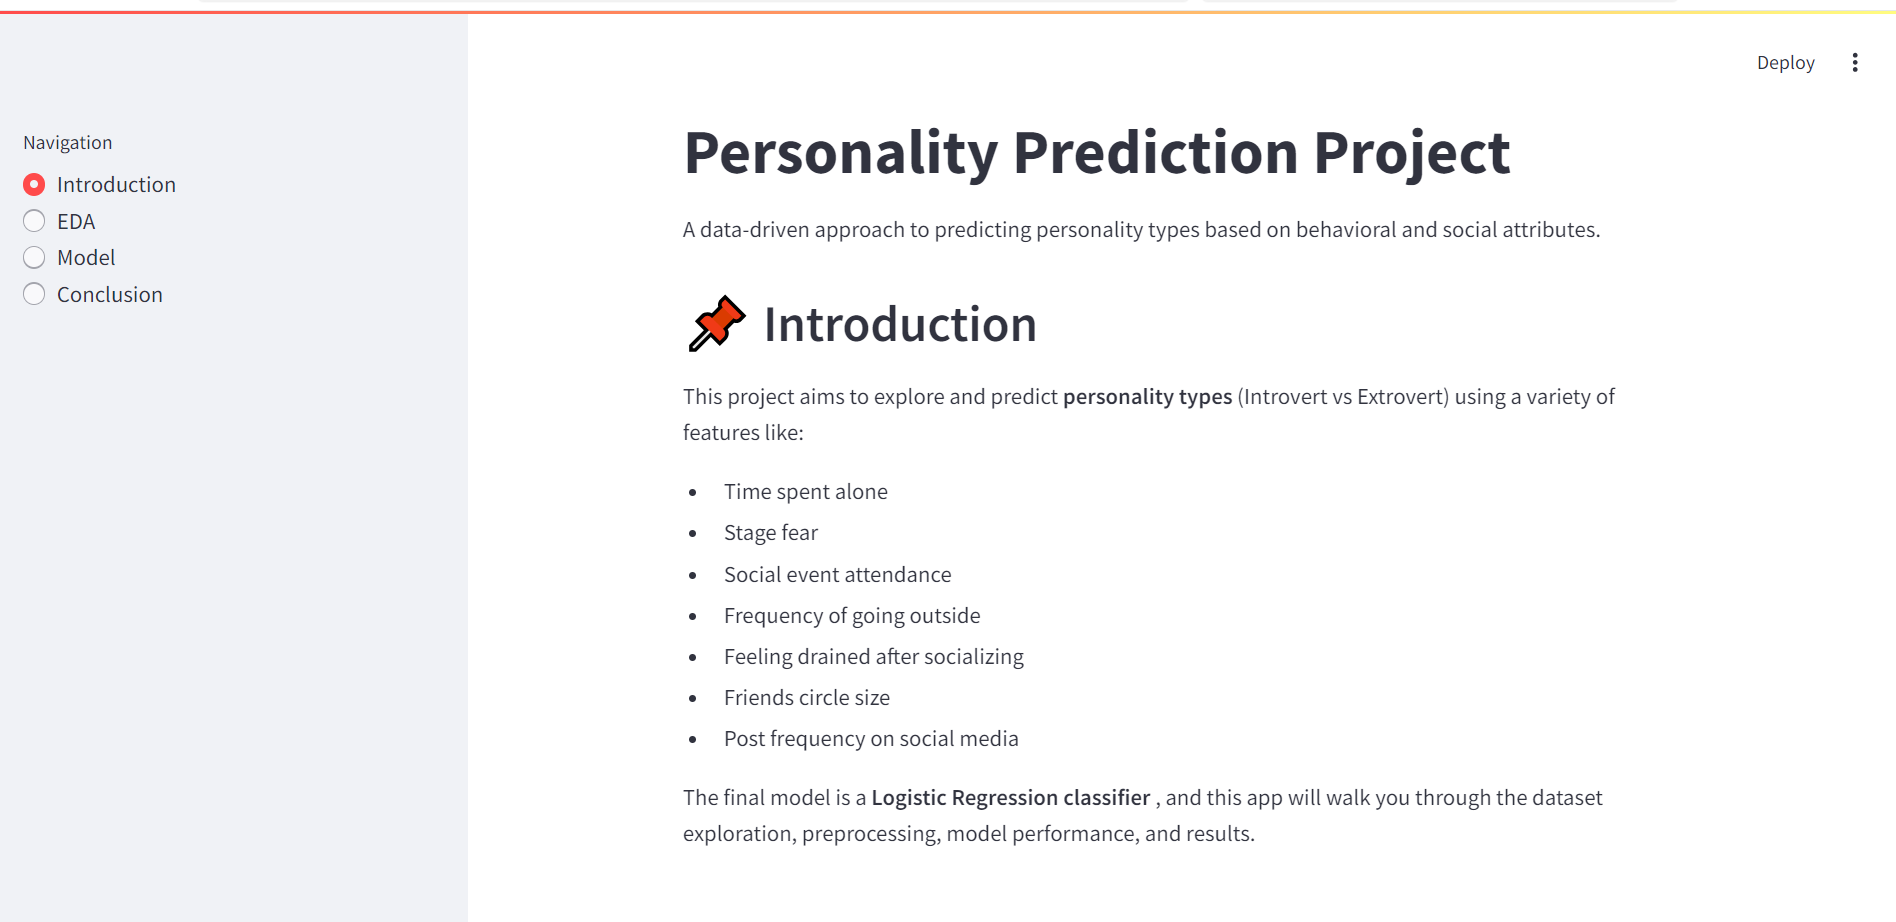 Deploy
Navigation
Introduction
EDA
Model
Conclusion
Personality Prediction Project
A data-driven approach to predicting personality types based on behavioral and social attributes.
Introduction
This project aims to explore and predict personality types (Introvert vs Extrovert) using a variety of
features like:
Time spent alone
Stage fear
Social event attendance
Frequency of going outside
Feeling drained after socializing
Friends circle size
Post frequency on social media
The final model is a Logistic Regression classifier , and this app will walk you through the dataset
exploration, preprocessing, model performance, and results.